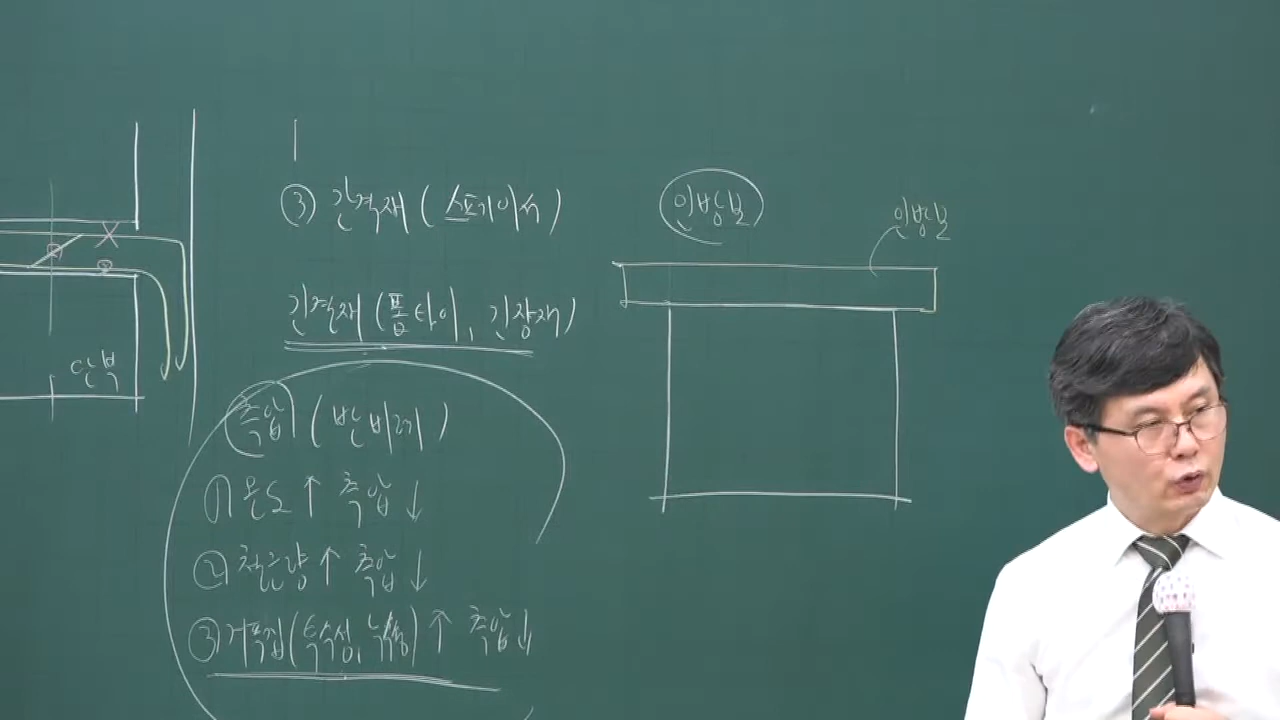 ③ 간격재 (스페이서)
긴결재 (폼타이, 긴장재)
측압 (반비례)
① 온도 ↑ 측압 ↓
② 철근량 ↑ 측압 ↓
③ 거푸집(투수성, 누수성) ↑ 측압 ↓
단부
인방보
인방보